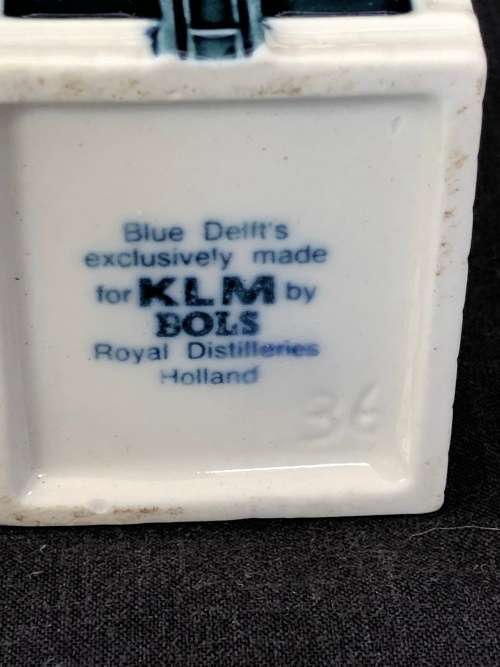 Blue Delft's
exclusively made
for KLM by
BOLS
Royal Distilleries
Holland
36